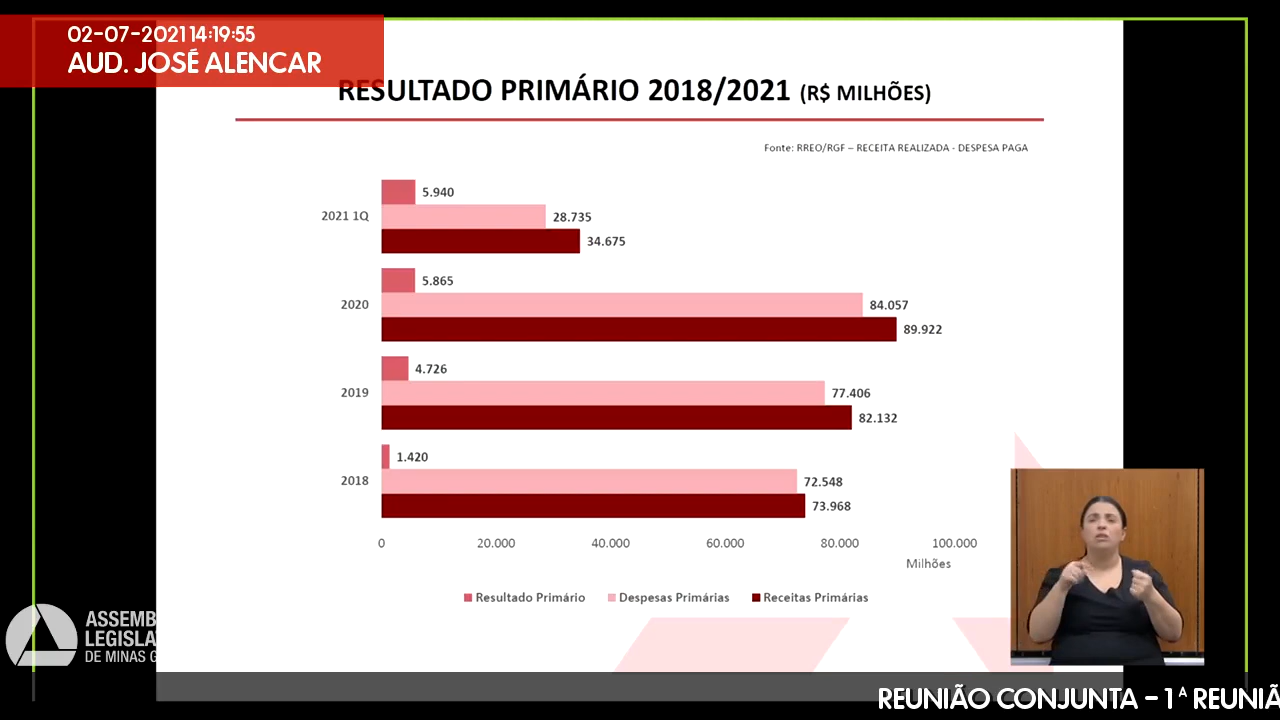 02-07-2021 14:19:55
AUD. JOSÉ ALENCAR
RESULTADO PRIMÁRIO 2018/2021 (R$ MILHÕES)
Fonte: RREO/RGF – RECEITA REALIZADA - DESPESA PAGA
5.940
2021 1Q
28.735
34.675
5.865
2020
84.057
89.922
4.726
2019
77.406
82.132
1.420
2018
72.548
73.968
0 20.000 40.000 60.000 80.000 100.000
Milhões
Resultado Primário Despesas Primárias Receitas Primárias
ASSEMB
LEGISLA
DE MINAS G
REUNIÃO CONJUNTA – 1ª REUNIÃ